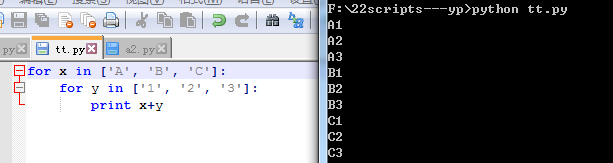 tt.py
a2.py
for x in ['A', 'B', 'C']:
for y in ['1', '2', '3']:
print x+y
F:\22scripts---yp>python tt.py
A1
A2
A3
B1
B2
B3
C1
C2
C3